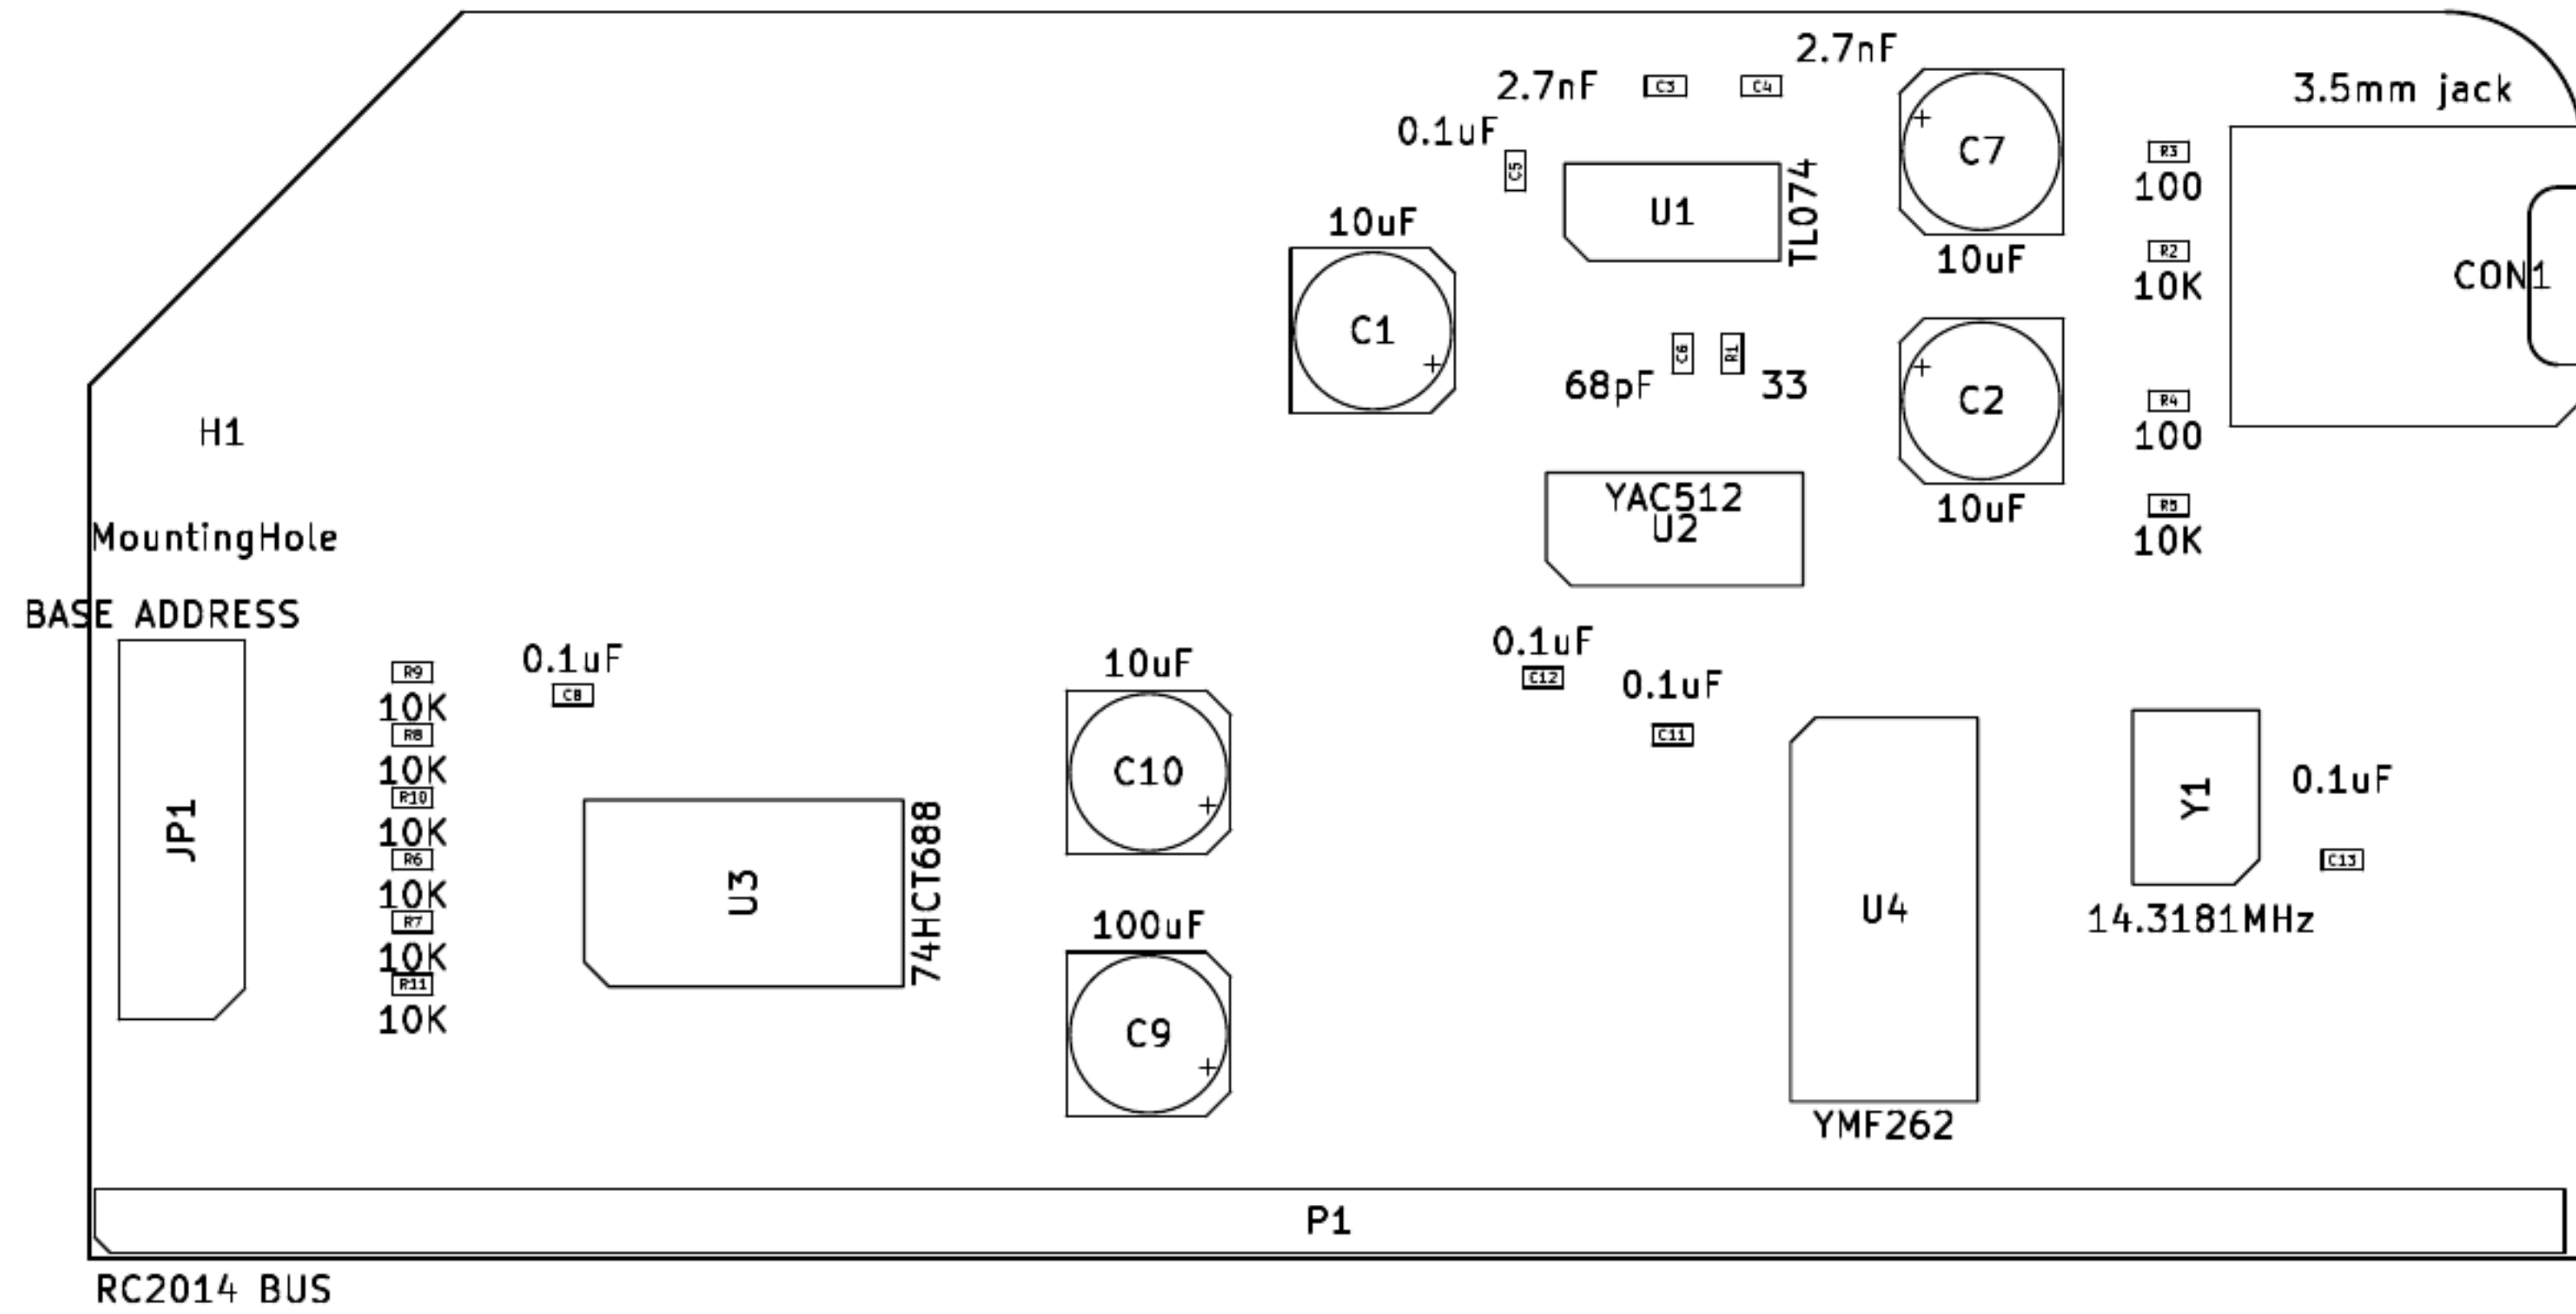 2.7nF
2.7nF
C3
C4
3.5mm jack
0.1uF
C5
C7
R3
100
TL074
U1
10uF
10uF
R2
10K
CON1
C1
C6
R1
68pF
33
C2
R4
100
H1
YAC512
U2
10uF
R5
10K
MountingHole
BASE ADDRESS
0.1uF
0.1uF
10uF
C12
0.1uF
R9
10K
C8
R8
10K
C11
C10
R10
10K
JP1
Y1
0.1uF
R6
10K
C13
U3
74HCT688
U4
14.3181MHz
R7
10K
100uF
R11
10K
C9
YMF262
P1
RC2014 BUS